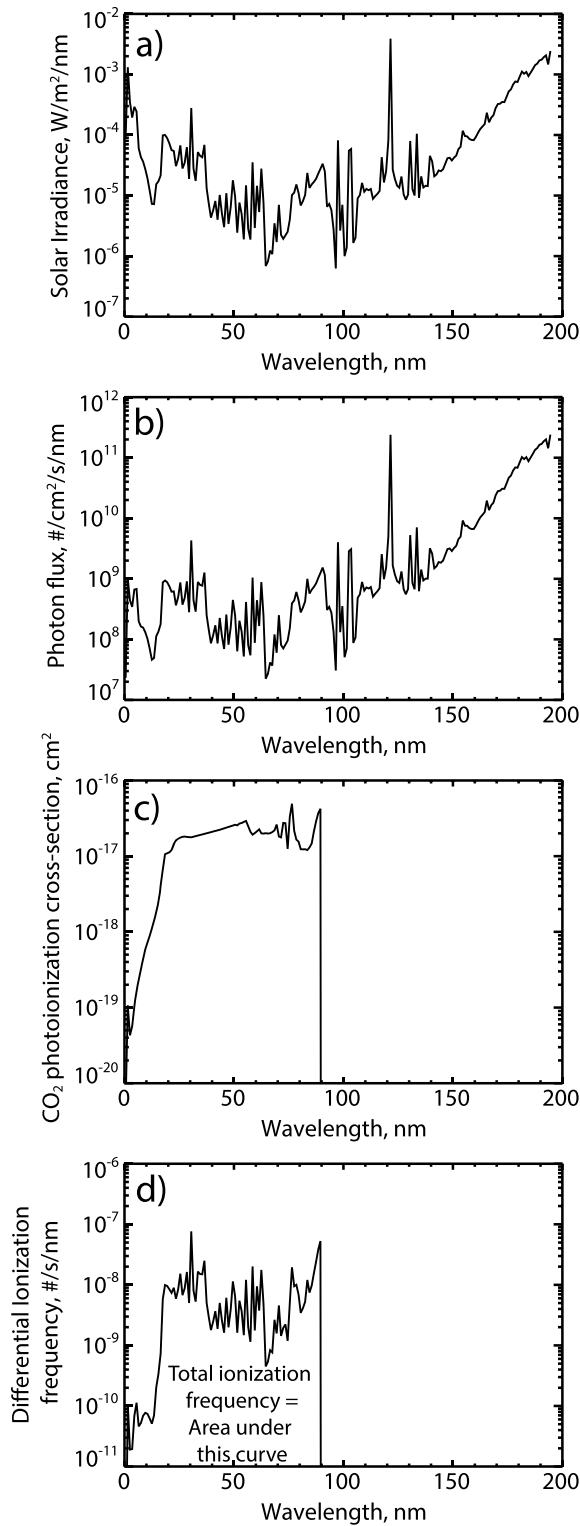 a)
Solar Irradiance, W/m²/nm
10⁻²
10⁻³
10⁻⁴
10⁻⁵
10⁻⁶
10⁻⁷
0 50 100 150 200
Wavelength, nm
b)
Photon flux, #/cm²/s/nm
10¹²
10¹¹
10¹⁰
10⁹
10⁸
10⁷
0 50 100 150 200
Wavelength, nm
c)
CO₂ photoionization cross-section, cm²
10⁻¹⁶
10⁻¹⁷
10⁻¹⁸
10⁻¹⁹
10⁻²⁰
0 50 100 150 200
Wavelength, nm
d)
Differential Ionization
frequency, #/s/nm
10⁻⁶
10⁻⁷
10⁻⁸
10⁻⁹
10⁻¹⁰
10⁻¹¹
Total ionization
frequency =
Area under
this curve
0 50 100 150 200
Wavelength, nm